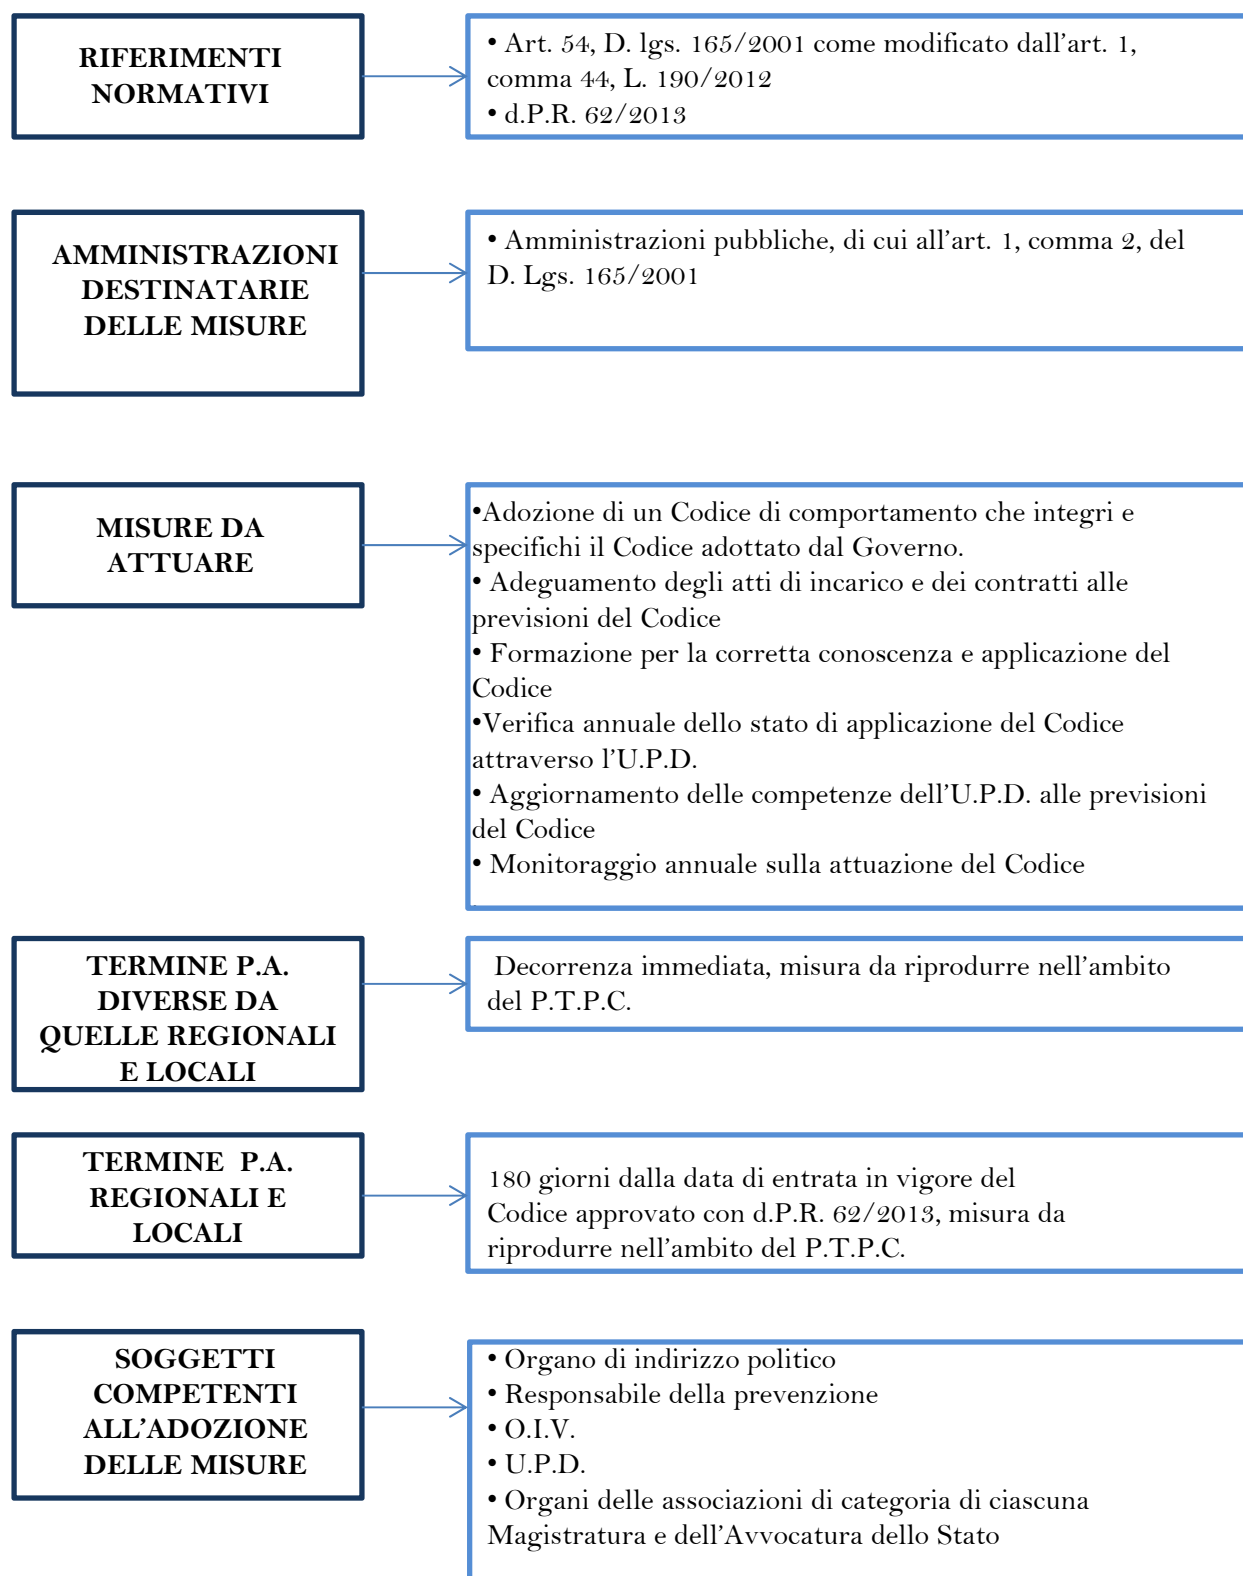 RIFERIMENTI
NORMATIVI
• Art. 54, D. lgs. 165/2001 come modificato dall’art. 1,
comma 44, L. 190/2012
• d.P.R. 62/2013
AMMINISTRAZIONI
DESTINATARIE
DELLE MISURE
• Amministrazioni pubbliche, di cui all’art. 1, comma 2, del
D. Lgs. 165/2001
MISURE DA
ATTUARE
•Adozione di un Codice di comportamento che integri e
specifichi il Codice adottato dal Governo.
• Adeguamento degli atti di incarico e dei contratti alle
previsioni del Codice
• Formazione per la corretta conoscenza e applicazione del
Codice
•Verifica annuale dello stato di applicazione del Codice
attraverso l’U.P.D.
• Aggiornamento delle competenze dell’U.P.D. alle previsioni
del Codice
• Monitoraggio annuale sulla attuazione del Codice
.
TERMINE P.A.
DIVERSE DA
QUELLE REGIONALI
E LOCALI
Decorrenza immediata, misura da riprodurre nell’ambito
del P.T.P.C.
TERMINE P.A.
REGIONALI E
LOCALI
180 giorni dalla data di entrata in vigore del
Codice approvato con d.P.R. 62/2013, misura da
riprodurre nell’ambito del P.T.P.C.
SOGGETTI
COMPETENTI
ALL’ADOZIONE
DELLE MISURE
• Organo di indirizzo politico
• Responsabile della prevenzione
• O.I.V.
• U.P.D.
• Organi delle associazioni di categoria di ciascuna
Magistratura e dell’Avvocatura dello Stato